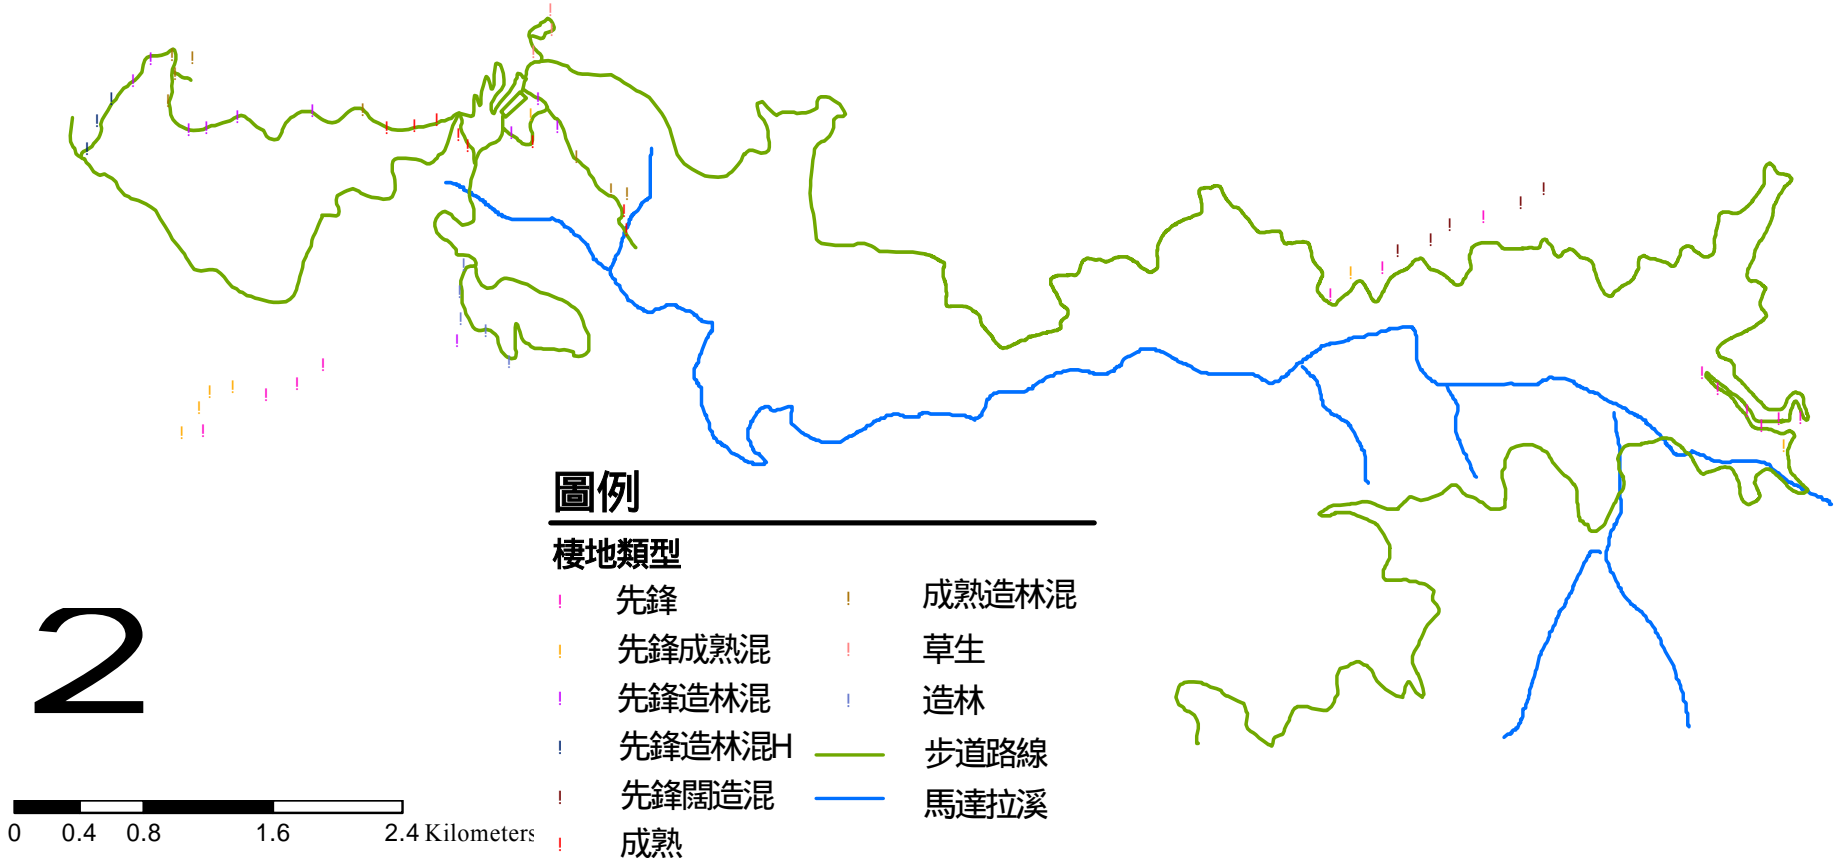 圖例
棲地類型
先鋒
先鋒成熟混
先鋒造林混
先鋒造林混H
先鋒闊造混
成熟
成熟造林混
草生
造林
步道路線
馬達拉溪
2
0 0.4 0.8 1.6 2.4 Kilometers